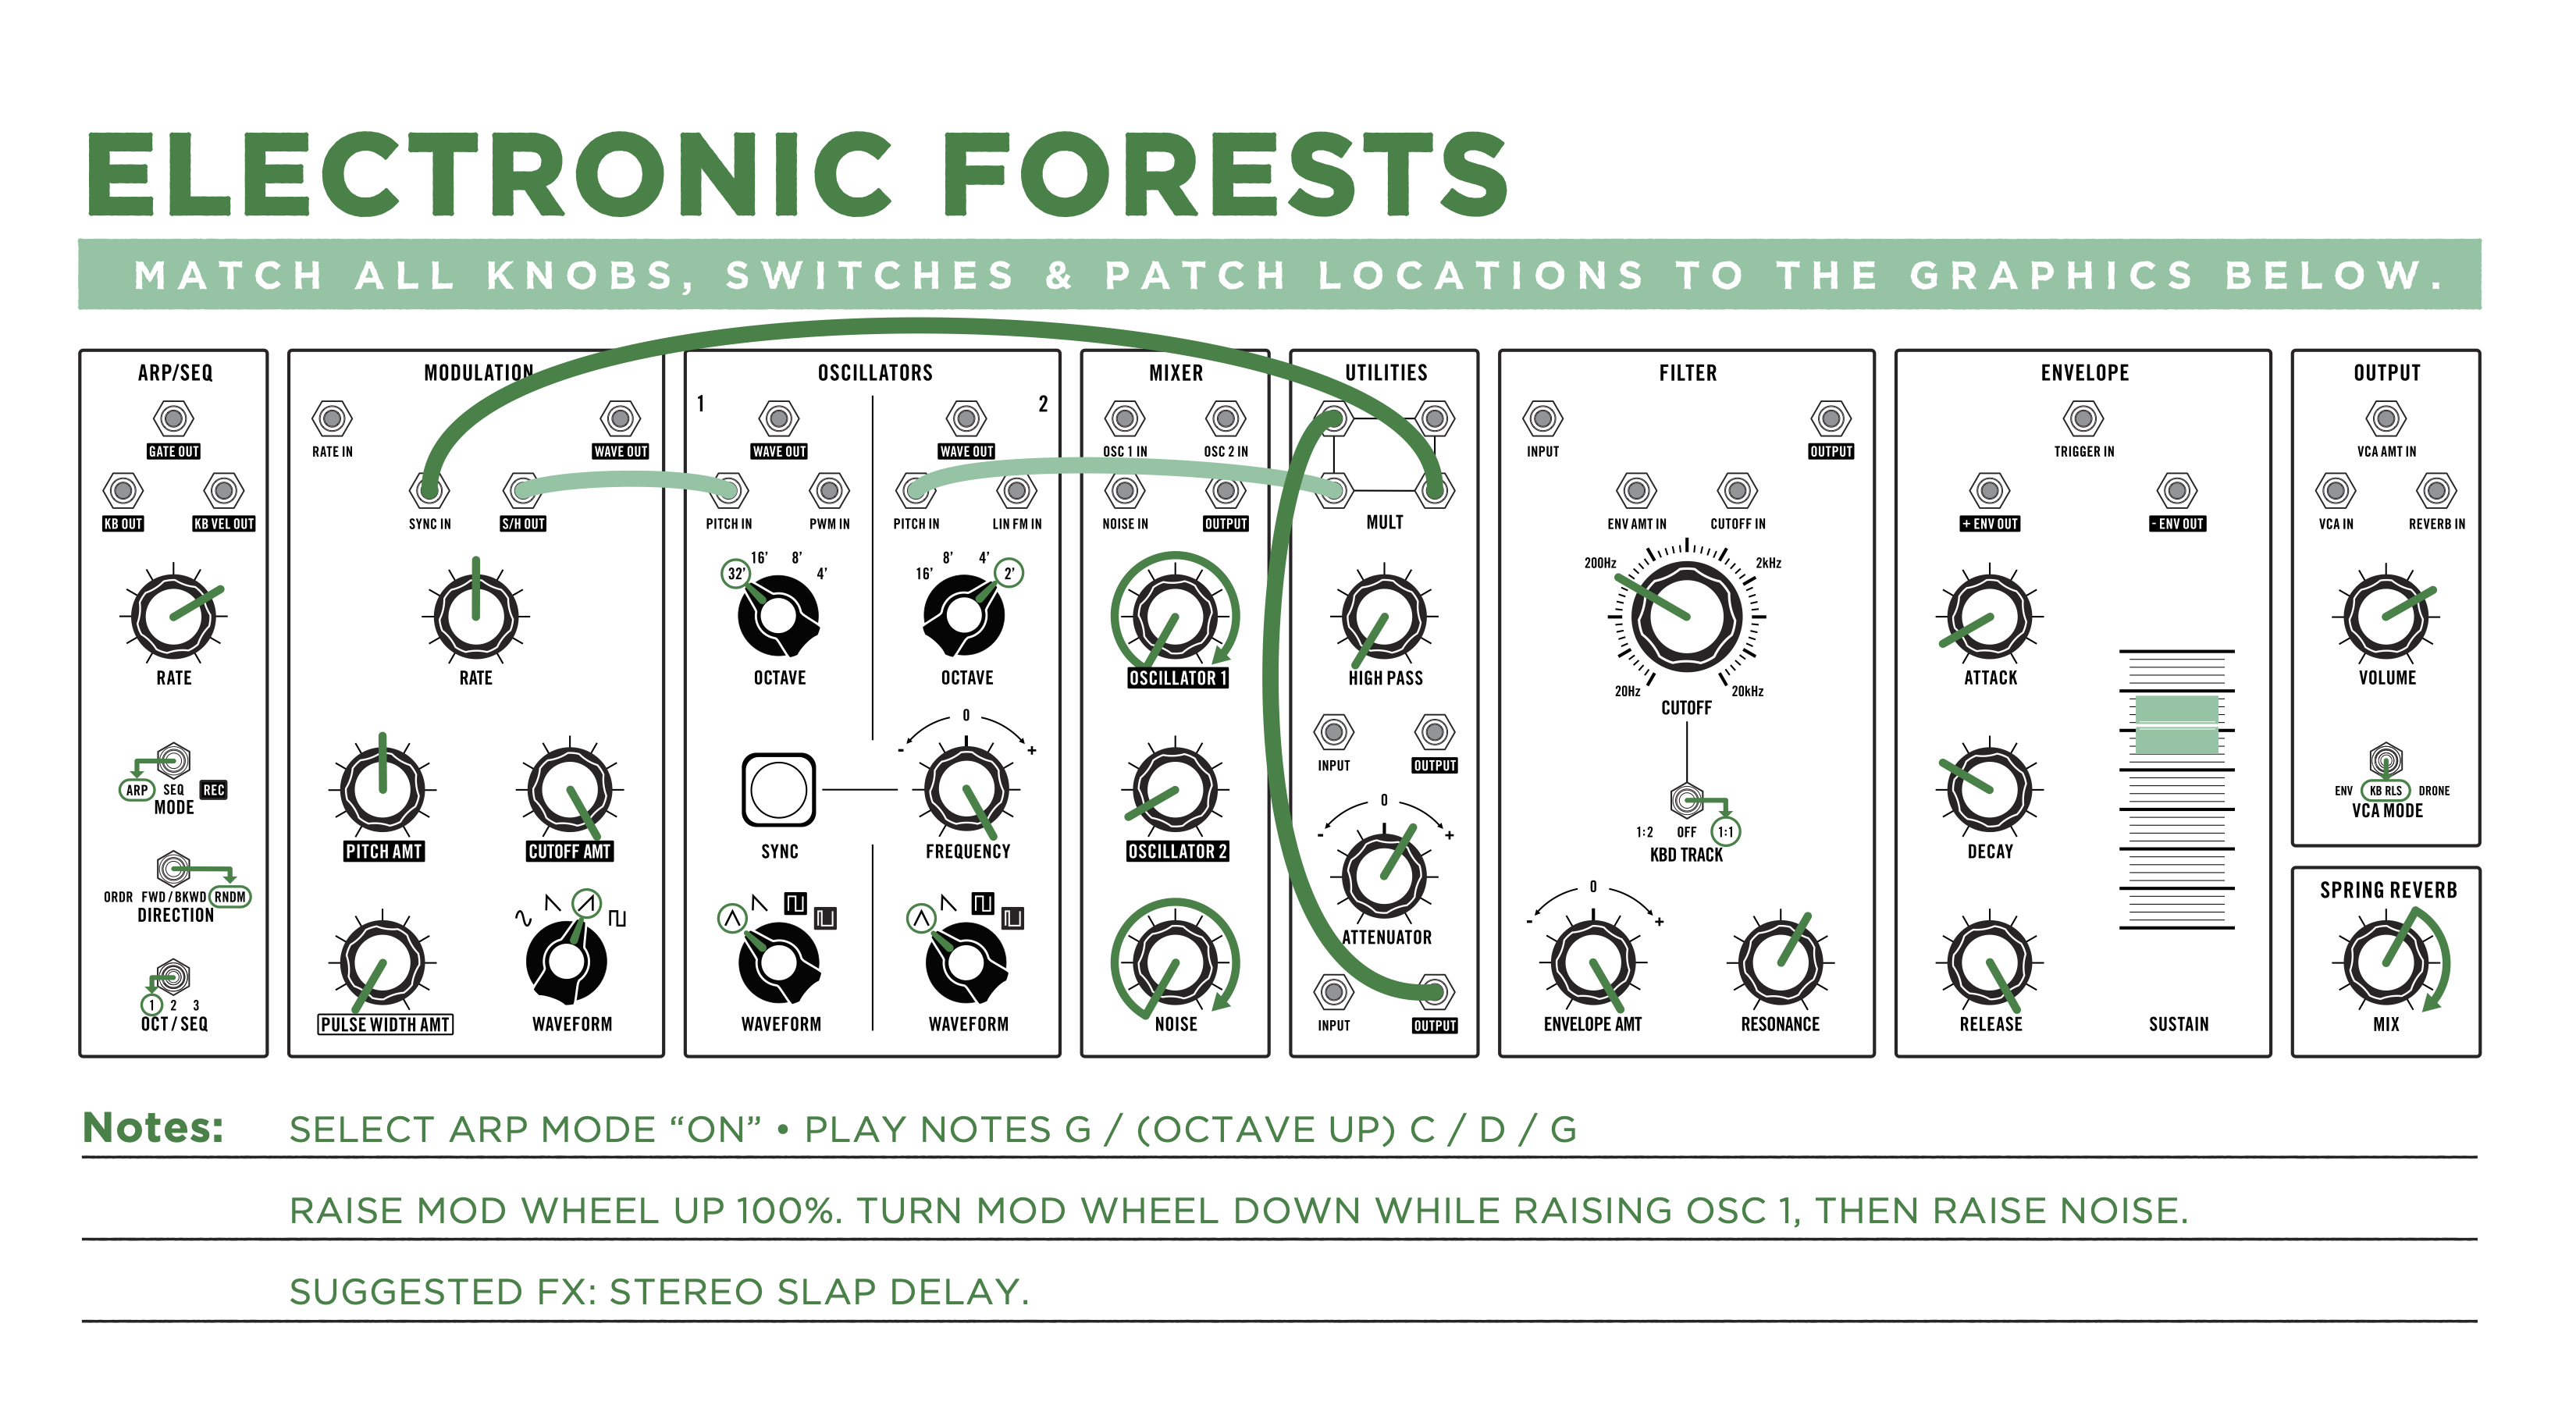 ELECTRONIC FORESTS
MATCH ALL KNOBS, SWITCHES & PATCH LOCATIONS TO THE GRAPHICS BELOW.
ARP/SEQ
GATE OUT
KB OUT KB VEL OUT
RATE
ARP SEQ REC
MODE
ORDR FWD / BKWD RNDM
DIRECTION
1 2 3
OCT / SEQ
MODULATION
RATE IN WAVE OUT
SYNC IN S/H OUT
RATE
PITCH AMT CUTOFF AMT
PULSE WIDTH AMT WAVEFORM
OSCILLATORS
1 2
WAVE OUT WAVE OUT
PITCH IN PWM IN PITCH IN LIN FM IN
32' 16' 8' 4' 16' 8' 4' 2'
OCTAVE OCTAVE
- 0 +
SYNC FREQUENCY
WAVEFORM WAVEFORM
MIXER
OSC 1 IN OSC 2 IN
NOISE IN OUTPUT
OSCILLATOR 1
OSCILLATOR 2
NOISE
UTILITIES
MULT
HIGH PASS
INPUT OUTPUT
- 0 +
ATTENUATOR
INPUT OUTPUT
FILTER
INPUT OUTPUT
ENV AMT IN CUTOFF IN
200Hz 2kHz
20Hz 20kHz
CUTOFF
1:2 OFF 1:1
KBD TRACK
- 0 +
ENVELOPE AMT RESONANCE
ENVELOPE
TRIGGER IN
+ ENV OUT - ENV OUT
ATTACK
DECAY
RELEASE SUSTAIN
OUTPUT
VCA AMT IN
VCA IN REVERB IN
VOLUME
ENV KB RLS DRONE
VCA MODE
SPRING REVERB
MIX
Notes: SELECT ARP MODE “ON” • PLAY NOTES G / (OCTAVE UP) C / D / G
RAISE MOD WHEEL UP 100%. TURN MOD WHEEL DOWN WHILE RAISING OSC 1, THEN RAISE NOISE.
SUGGESTED FX: STEREO SLAP DELAY.